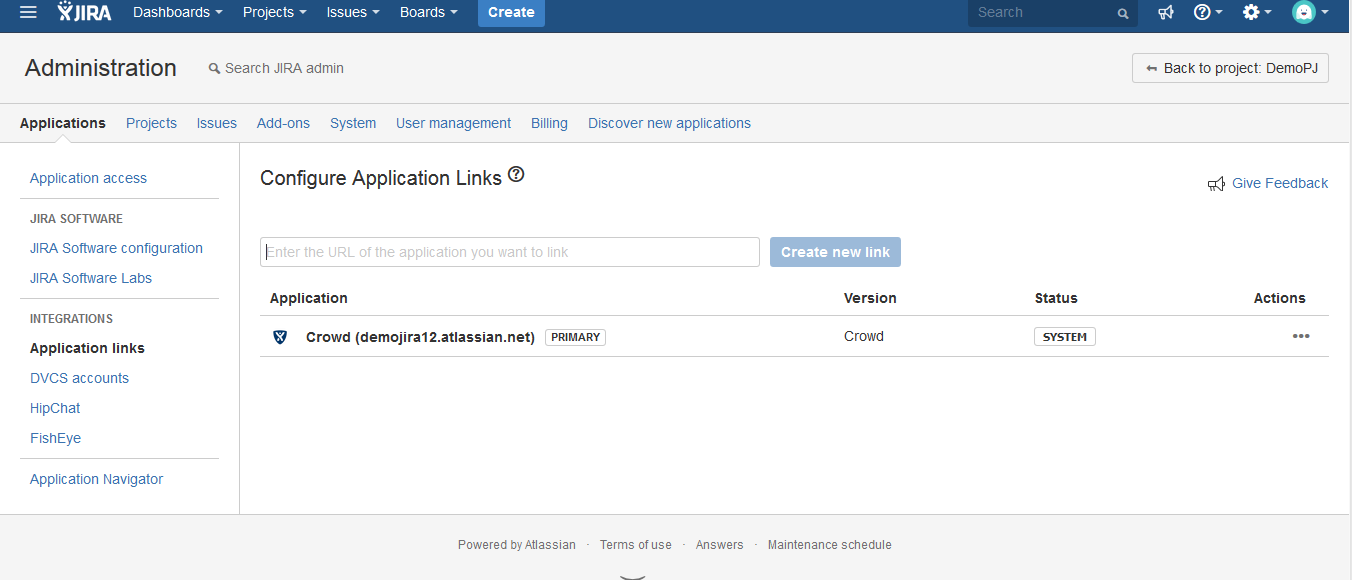 JIRA Dashboards Projects Issues Boards Create Search
Administration Search JIRA admin Back to project: DemoPJ
Applications Projects Issues Add-ons System User management Billing Discover new applications
Application access
JIRA SOFTWARE
JIRA Software configuration
JIRA Software Labs
INTEGRATIONS
Application links
DVCS accounts
HipChat
FishEye
Application Navigator
Configure Application Links ?
Give Feedback
Enter the URL of the application you want to link Create new link
Application Version Status Actions
Crowd (demojira12.atlassian.net) PRIMARY Crowd SYSTEM •••
Powered by Atlassian · Terms of use · Answers · Maintenance schedule